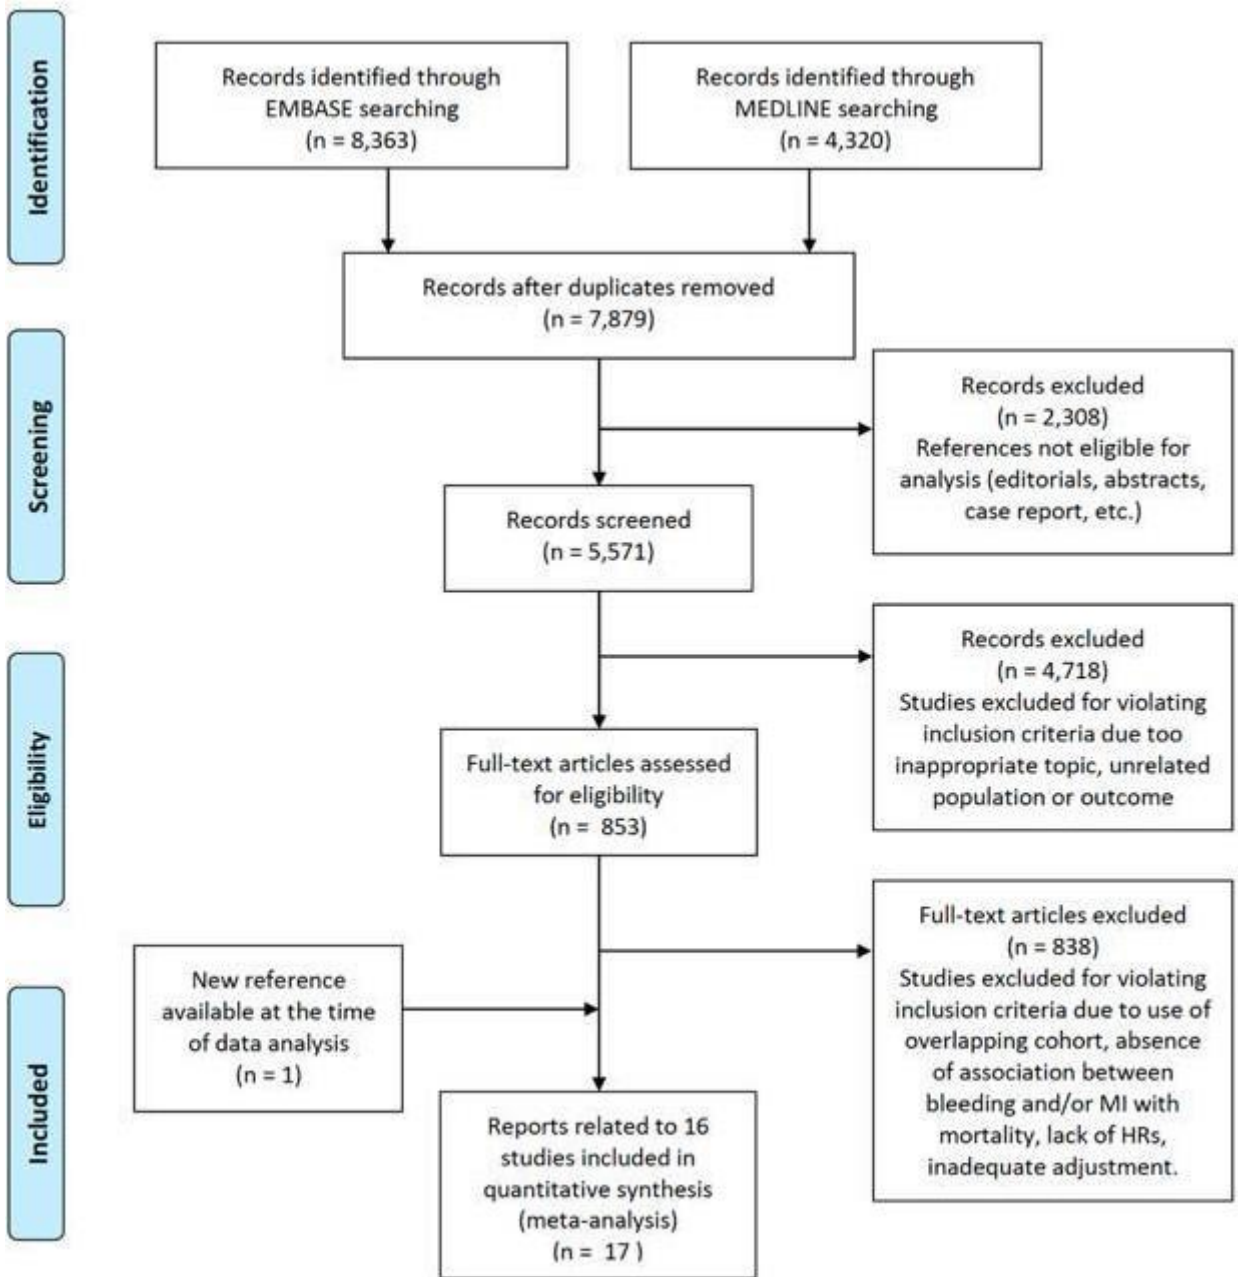 Identification
Records identified through
EMBASE searching
(n = 8,363)
Records identified through
MEDLINE searching
(n = 4,320)
Records after duplicates removed
(n = 7,879)
Screening
Records excluded
(n = 2,308)
References not eligible for
analysis (editorials, abstracts,
case report, etc.)
Records screened
(n = 5,571)
Eligibility
Records excluded
(n = 4,718)
Studies excluded for violating
inclusion criteria due too
inappropriate topic, unrelated
population or outcome
Full-text articles assessed
for eligibility
(n = 853)
Full-text articles excluded
(n = 838)
Studies excluded for violating
inclusion criteria due to use of
overlapping cohort, absence
of association between
bleeding and/or MI with
mortality, lack of HRs,
inadequate adjustment.
Included
New reference
available at the time
of data analysis
(n = 1)
Reports related to 16
studies included in
quantitative synthesis
(meta-analysis)
(n = 17 )